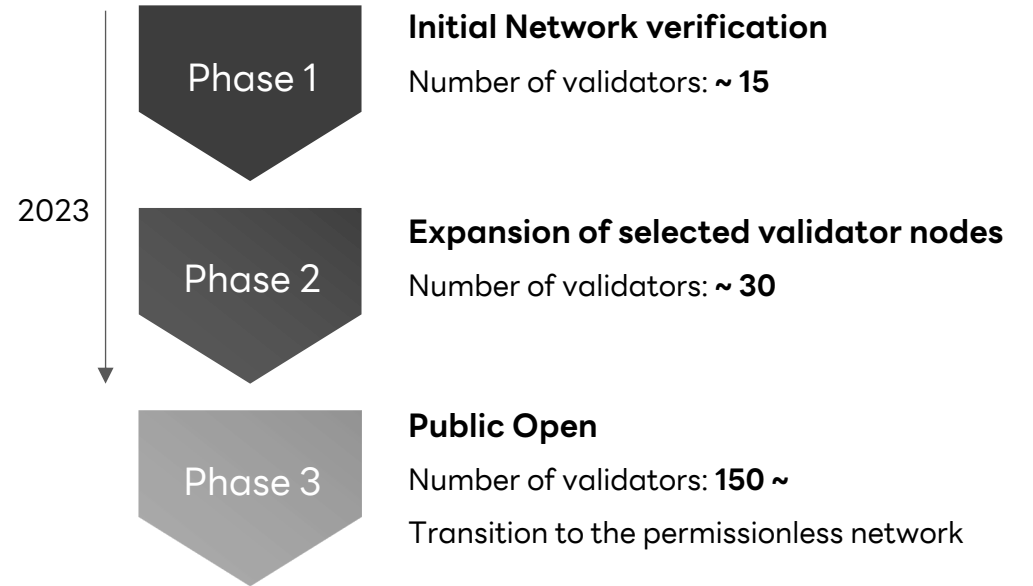 Phase 1
Initial Network verification
Number of validators: ~ 15
2023
Phase 2
Expansion of selected validator nodes
Number of validators: ~ 30
Phase 3
Public Open
Number of validators: 150 ~
Transition to the permissionless network